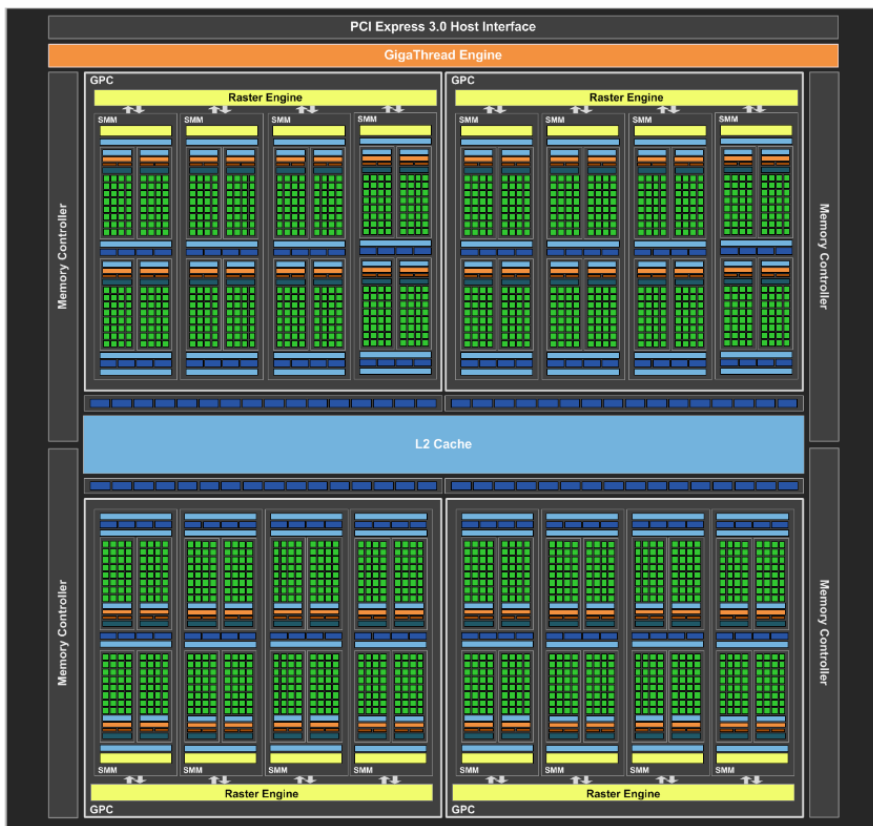 PCI Express 3.0 Host Interface
GigaThread Engine
GPC
Raster Engine
SMM
SMM
SMM
SMM
GPC
Raster Engine
SMM
SMM
SMM
SMM
Memory Controller
Memory Controller
L2 Cache
Memory Controller
Memory Controller
SMM
SMM
SMM
SMM
Raster Engine
GPC
SMM
SMM
SMM
SMM
Raster Engine
GPC